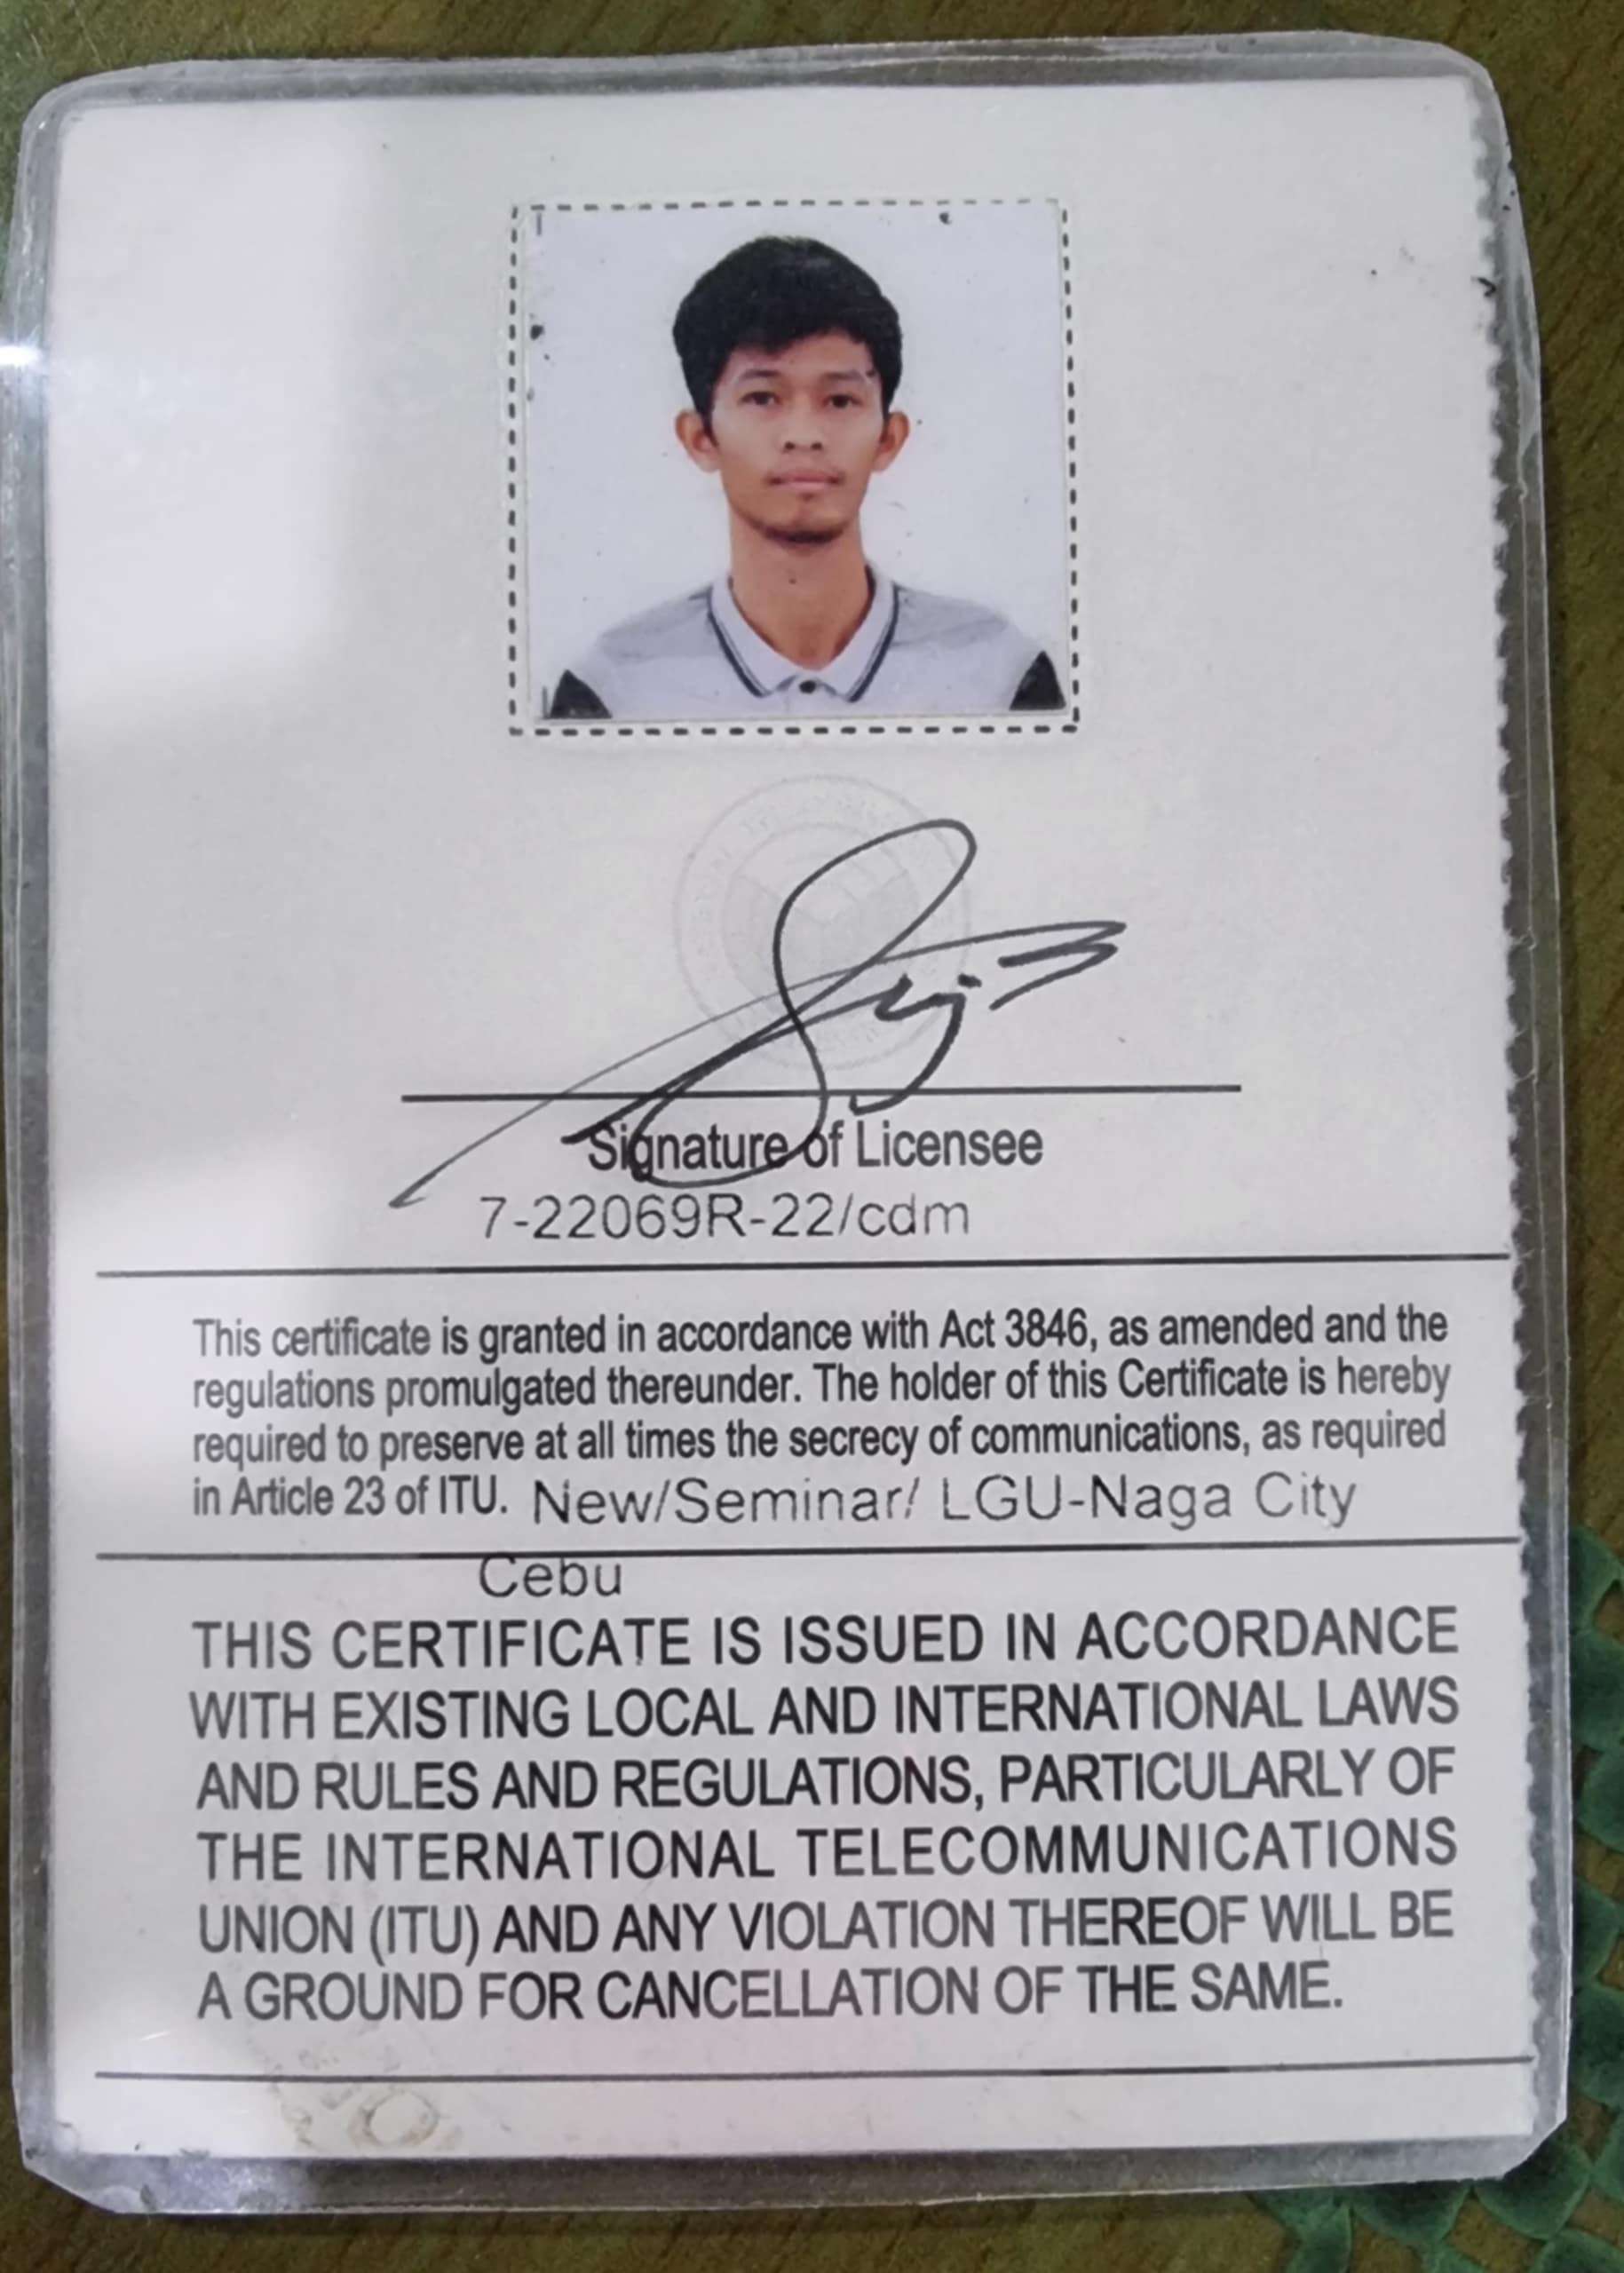 Signature of Licensee
7-22069R-22/cdm
This certificate is granted in accordance with Act 3846, as amended and the
regulations promulgated thereunder. The holder of this Certificate is hereby
required to preserve at all times the secrecy of communications, as required
in Article 23 of ITU. New/Seminar/ LGU-Naga City
Cebu
THIS CERTIFICATE IS ISSUED IN ACCORDANCE
WITH EXISTING LOCAL AND INTERNATIONAL LAWS
AND RULES AND REGULATIONS, PARTICULARLY OF
THE INTERNATIONAL TELECOMMUNICATIONS
UNION (ITU) AND ANY VIOLATION THEREOF WILL BE
A GROUND FOR CANCELLATION OF THE SAME.